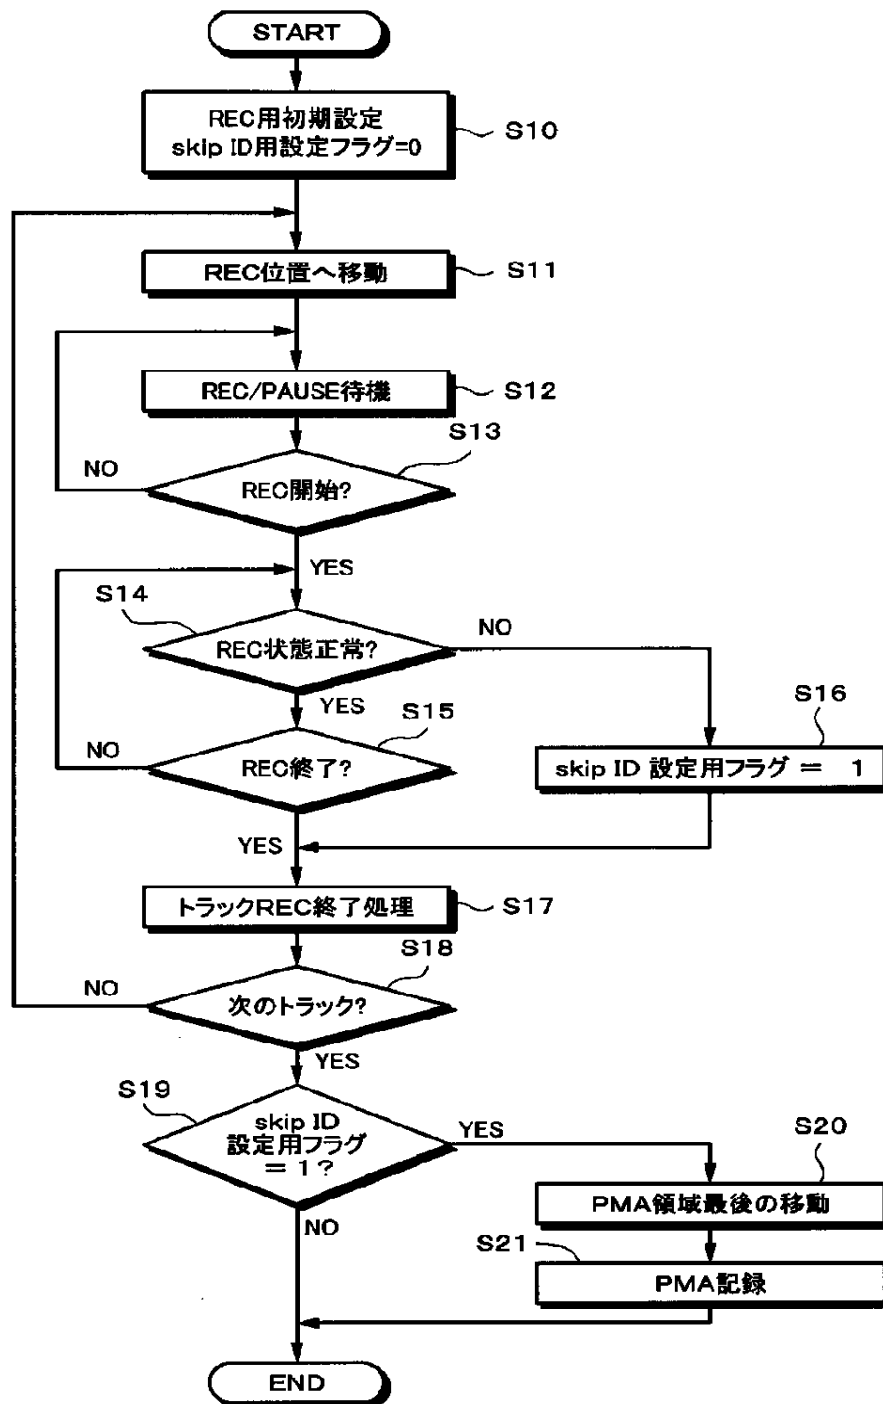 START
REC用初期設定
skip ID用設定フラグ=0
S10
REC位置へ移動
S11
REC/PAUSE待機
S12
S13
NO
REC開始?
YES
S14
NO
REC状態正常?
YES
S15
S16
NO
REC終了?
skip ID 設定用フラグ = 1
YES
トラックREC終了処理
S17
S18
NO
次のトラック?
YES
S19
skip ID
設定用フラグ
= 1?
YES
S20
PMA領域最後の移動
NO
S21
PMA記録
END